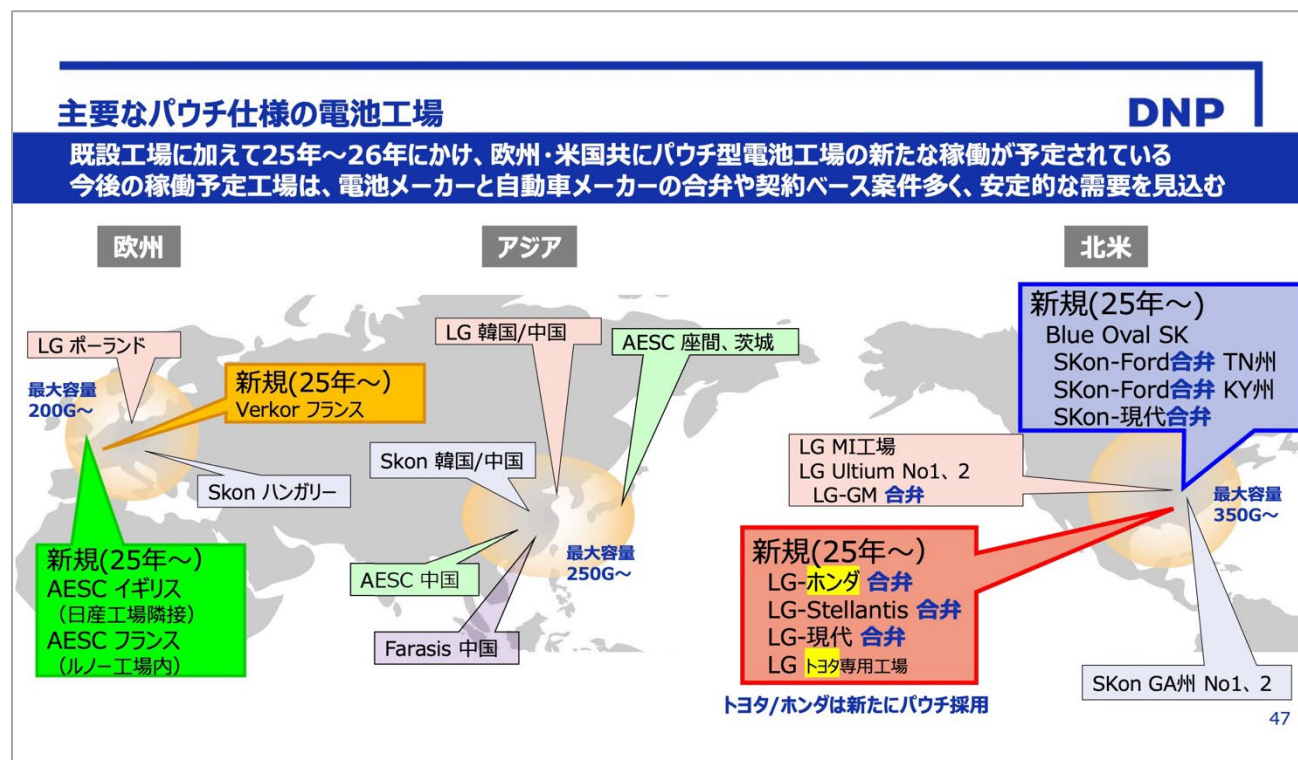 主要なパウチ仕様の電池工場
DNP
既設工場に加えて25年～26年にかけ、欧州・米国共にパウチ型電池工場の新たな稼働が予定されている
今後の稼働予定工場は、電池メーカーと自動車メーカーの合弁や契約ベース案件多く、安定的な需要を見込む
欧州
LG ポーランド
最大容量
200G～
新規(25年～)
Verkor フランス
Skon ハンガリー
新規(25年～)
AESC イギリス
(日産工場隣接)
AESC フランス
(ルノー工場内)
アジア
LG 韓国/中国
AESC 座間、茨城
Skon 韓国/中国
AESC 中国
Farasis 中国
最大容量
250G～
北米
新規(25年～)
Blue Oval SK
SKon-Ford合弁 TN州
SKon-Ford合弁 KY州
SKon-現代合弁
LG MI工場
LG Ultium No1、2
LG-GM 合弁
最大容量
350G～
新規(25年～)
LG-ホンダ 合弁
LG-Stellantis 合弁
LG-現代 合弁
LG トヨタ専用工場
SKon GA州 No1、2
トヨタ/ホンダは新たにパウチ採用
47